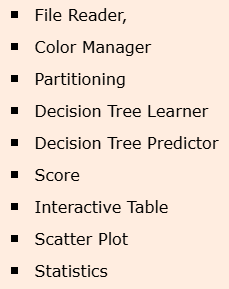 File Reader,
Color Manager
Partitioning
Decision Tree Learner
Decision Tree Predictor
Score
Interactive Table
Scatter Plot
Statistics